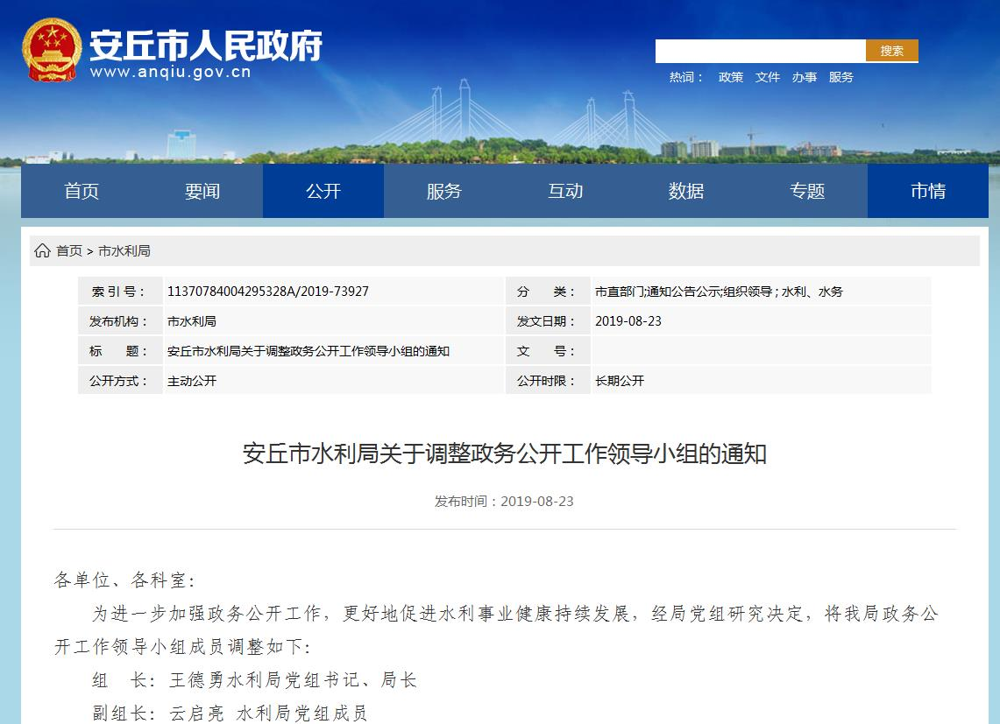 安丘市人民政府
www.anqiu.gov.cn
搜索
热词： 政策 文件 办事 服务
首页 要闻 公开 服务 互动 数据 专题 市情
首页 > 市水利局
索 引 号： 11370784004295328A/2019-73927 分 类： 市直部门;通知公告公示;组织领导 ; 水利、水务
发布机构： 市水利局 发文日期： 2019-08-23
标 题： 安丘市水利局关于调整政务公开工作领导小组的通知 文 号：
公开方式： 主动公开 公开时限： 长期公开
安丘市水利局关于调整政务公开工作领导小组的通知
发布时间：2019-08-23
各单位、各科室：
为进一步加强政务公开工作，更好地促进水利事业健康持续发展，经局党组研究决定，将我局政务公
开工作领导小组成员调整如下：
组 长：王德勇水利局党组书记、局长
副组长：云启亮 水利局党组成员